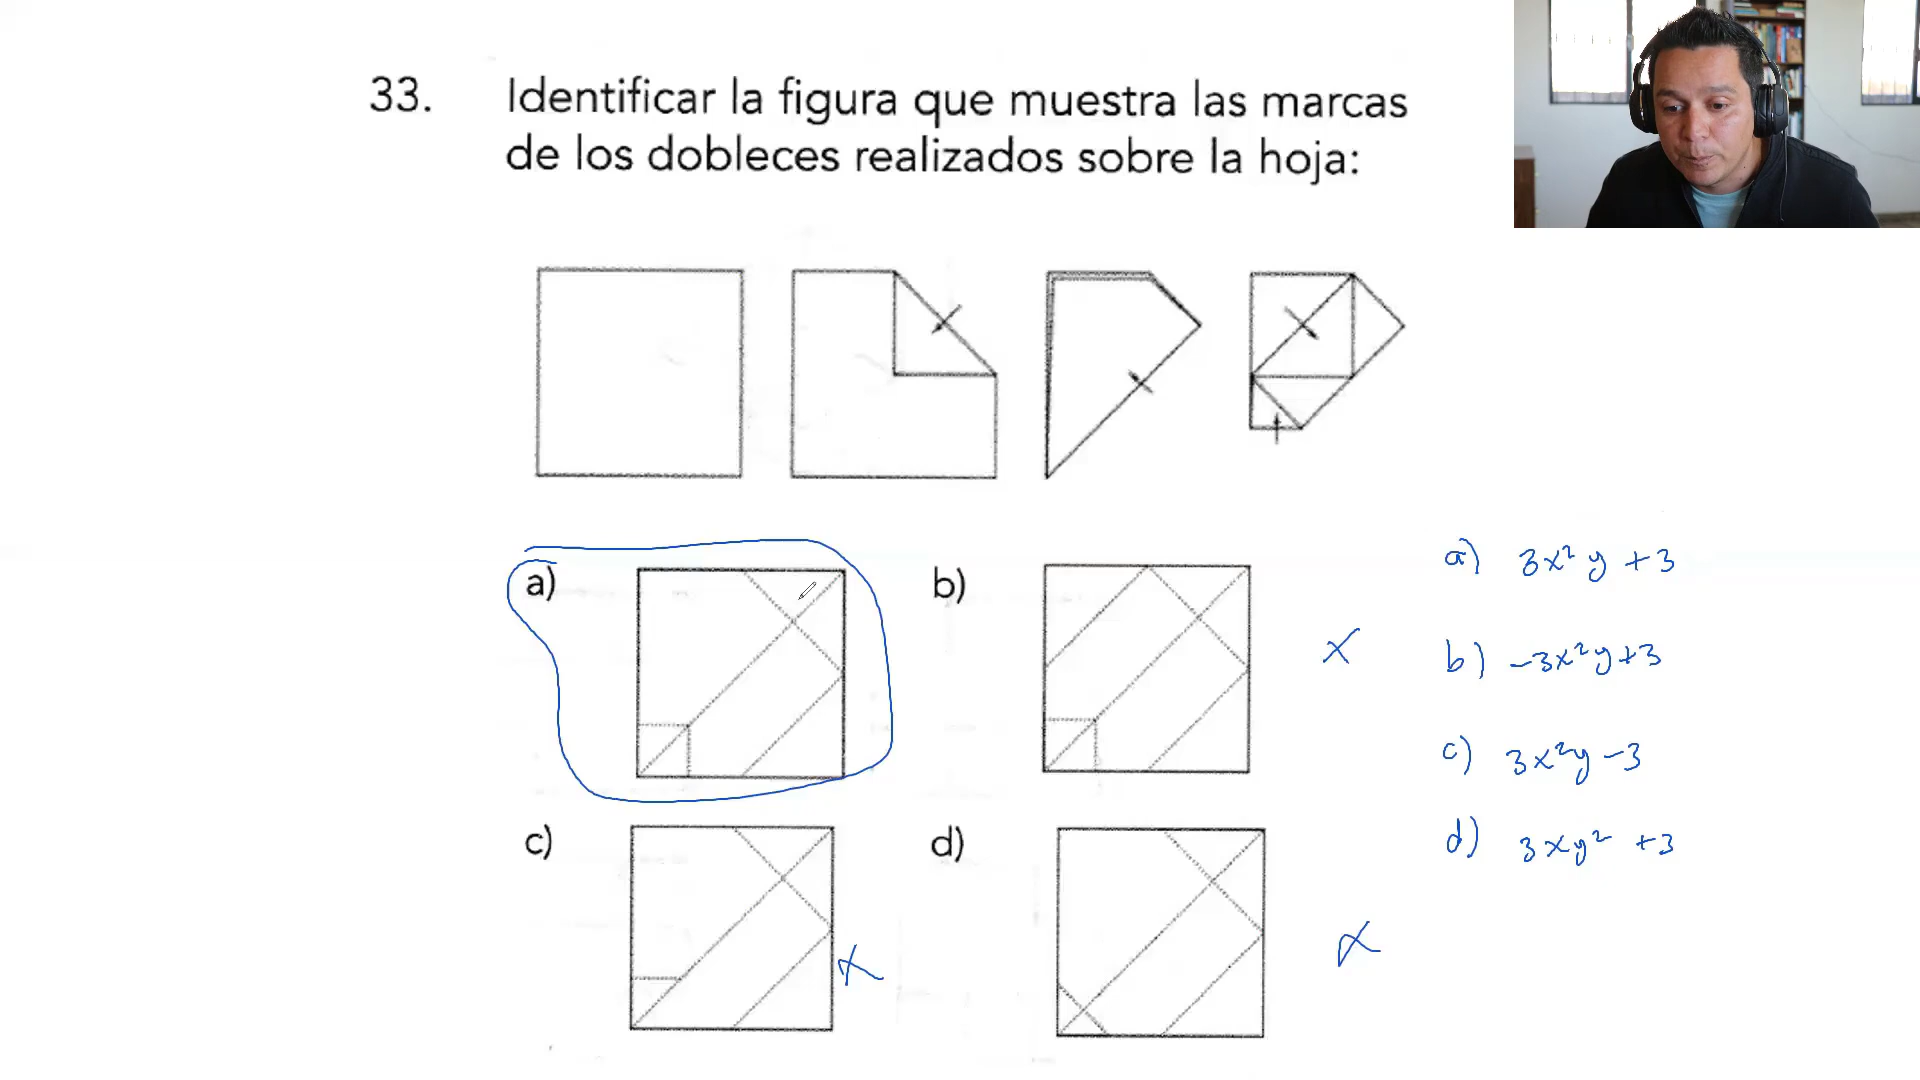 33. Identificar la figura que muestra las marcas
de los dobleces realizados sobre la hoja:
a)
b)
c)
d)
a) 3x²y + 3
b) -3x²y+3
c) 3x²y - 3
d) 3xy² + 3